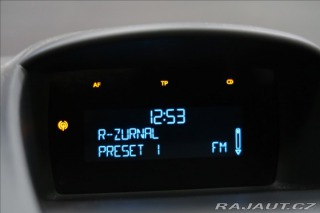 AF TP CD
12:53
R-ZURNAL
PRESET 1 FM
RAJAUT.CZ